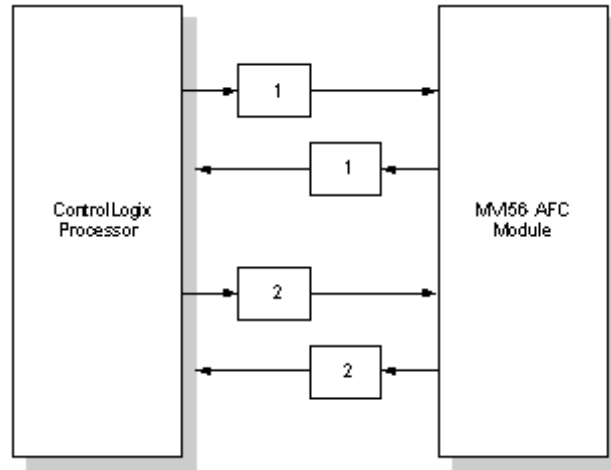 1
1
ControlLogix
Processor
MVI56-AFC
Module
2
2